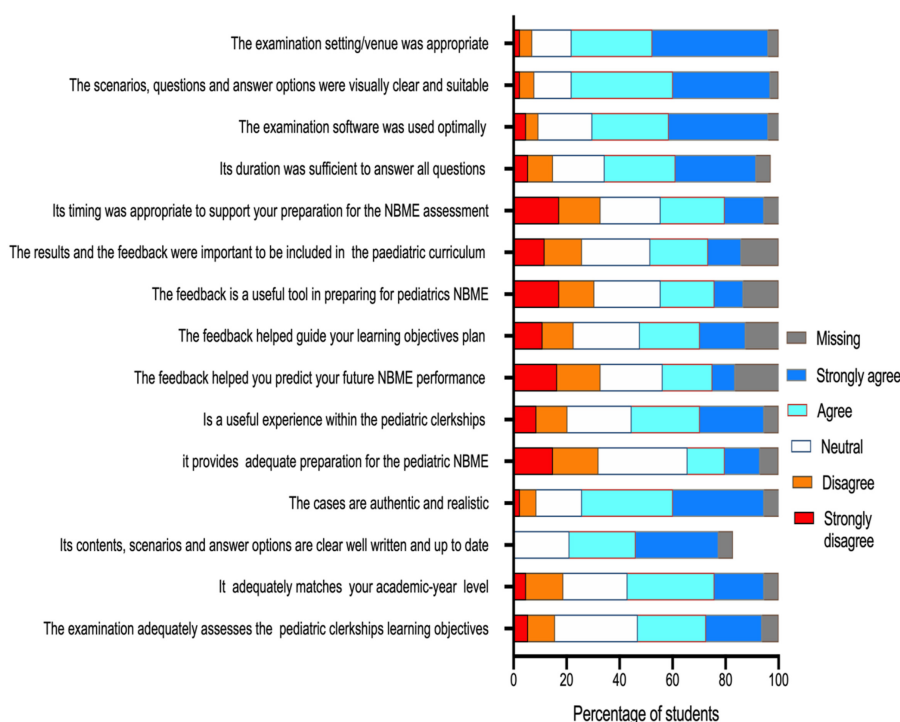 The examination setting/venue was appropriate
The scenarios, questions and answer options were visually clear and suitable
The examination software was used optimally
Its duration was sufficient to answer all questions
Its timing was appropriate to support your preparation for the NBME assessment
The results and the feedback were important to be included in the paediatric curriculum
The feedback is a useful tool in preparing for pediatrics NBME
The feedback helped guide your learning objectives plan
The feedback helped you predict your future NBME performance
Is a useful experience within the pediatric clerkships
it provides adequate preparation for the pediatric NBME
The cases are authentic and realistic
Its contents, scenarios and answer options are clear well written and up to date
It adequately matches your academic-year level
The examination adequately assesses the pediatric clerkships learning objectives
Missing
Strongly agree
Agree
Neutral
Disagree
Strongly
disagree
0 20 40 60 80 100
Percentage of students